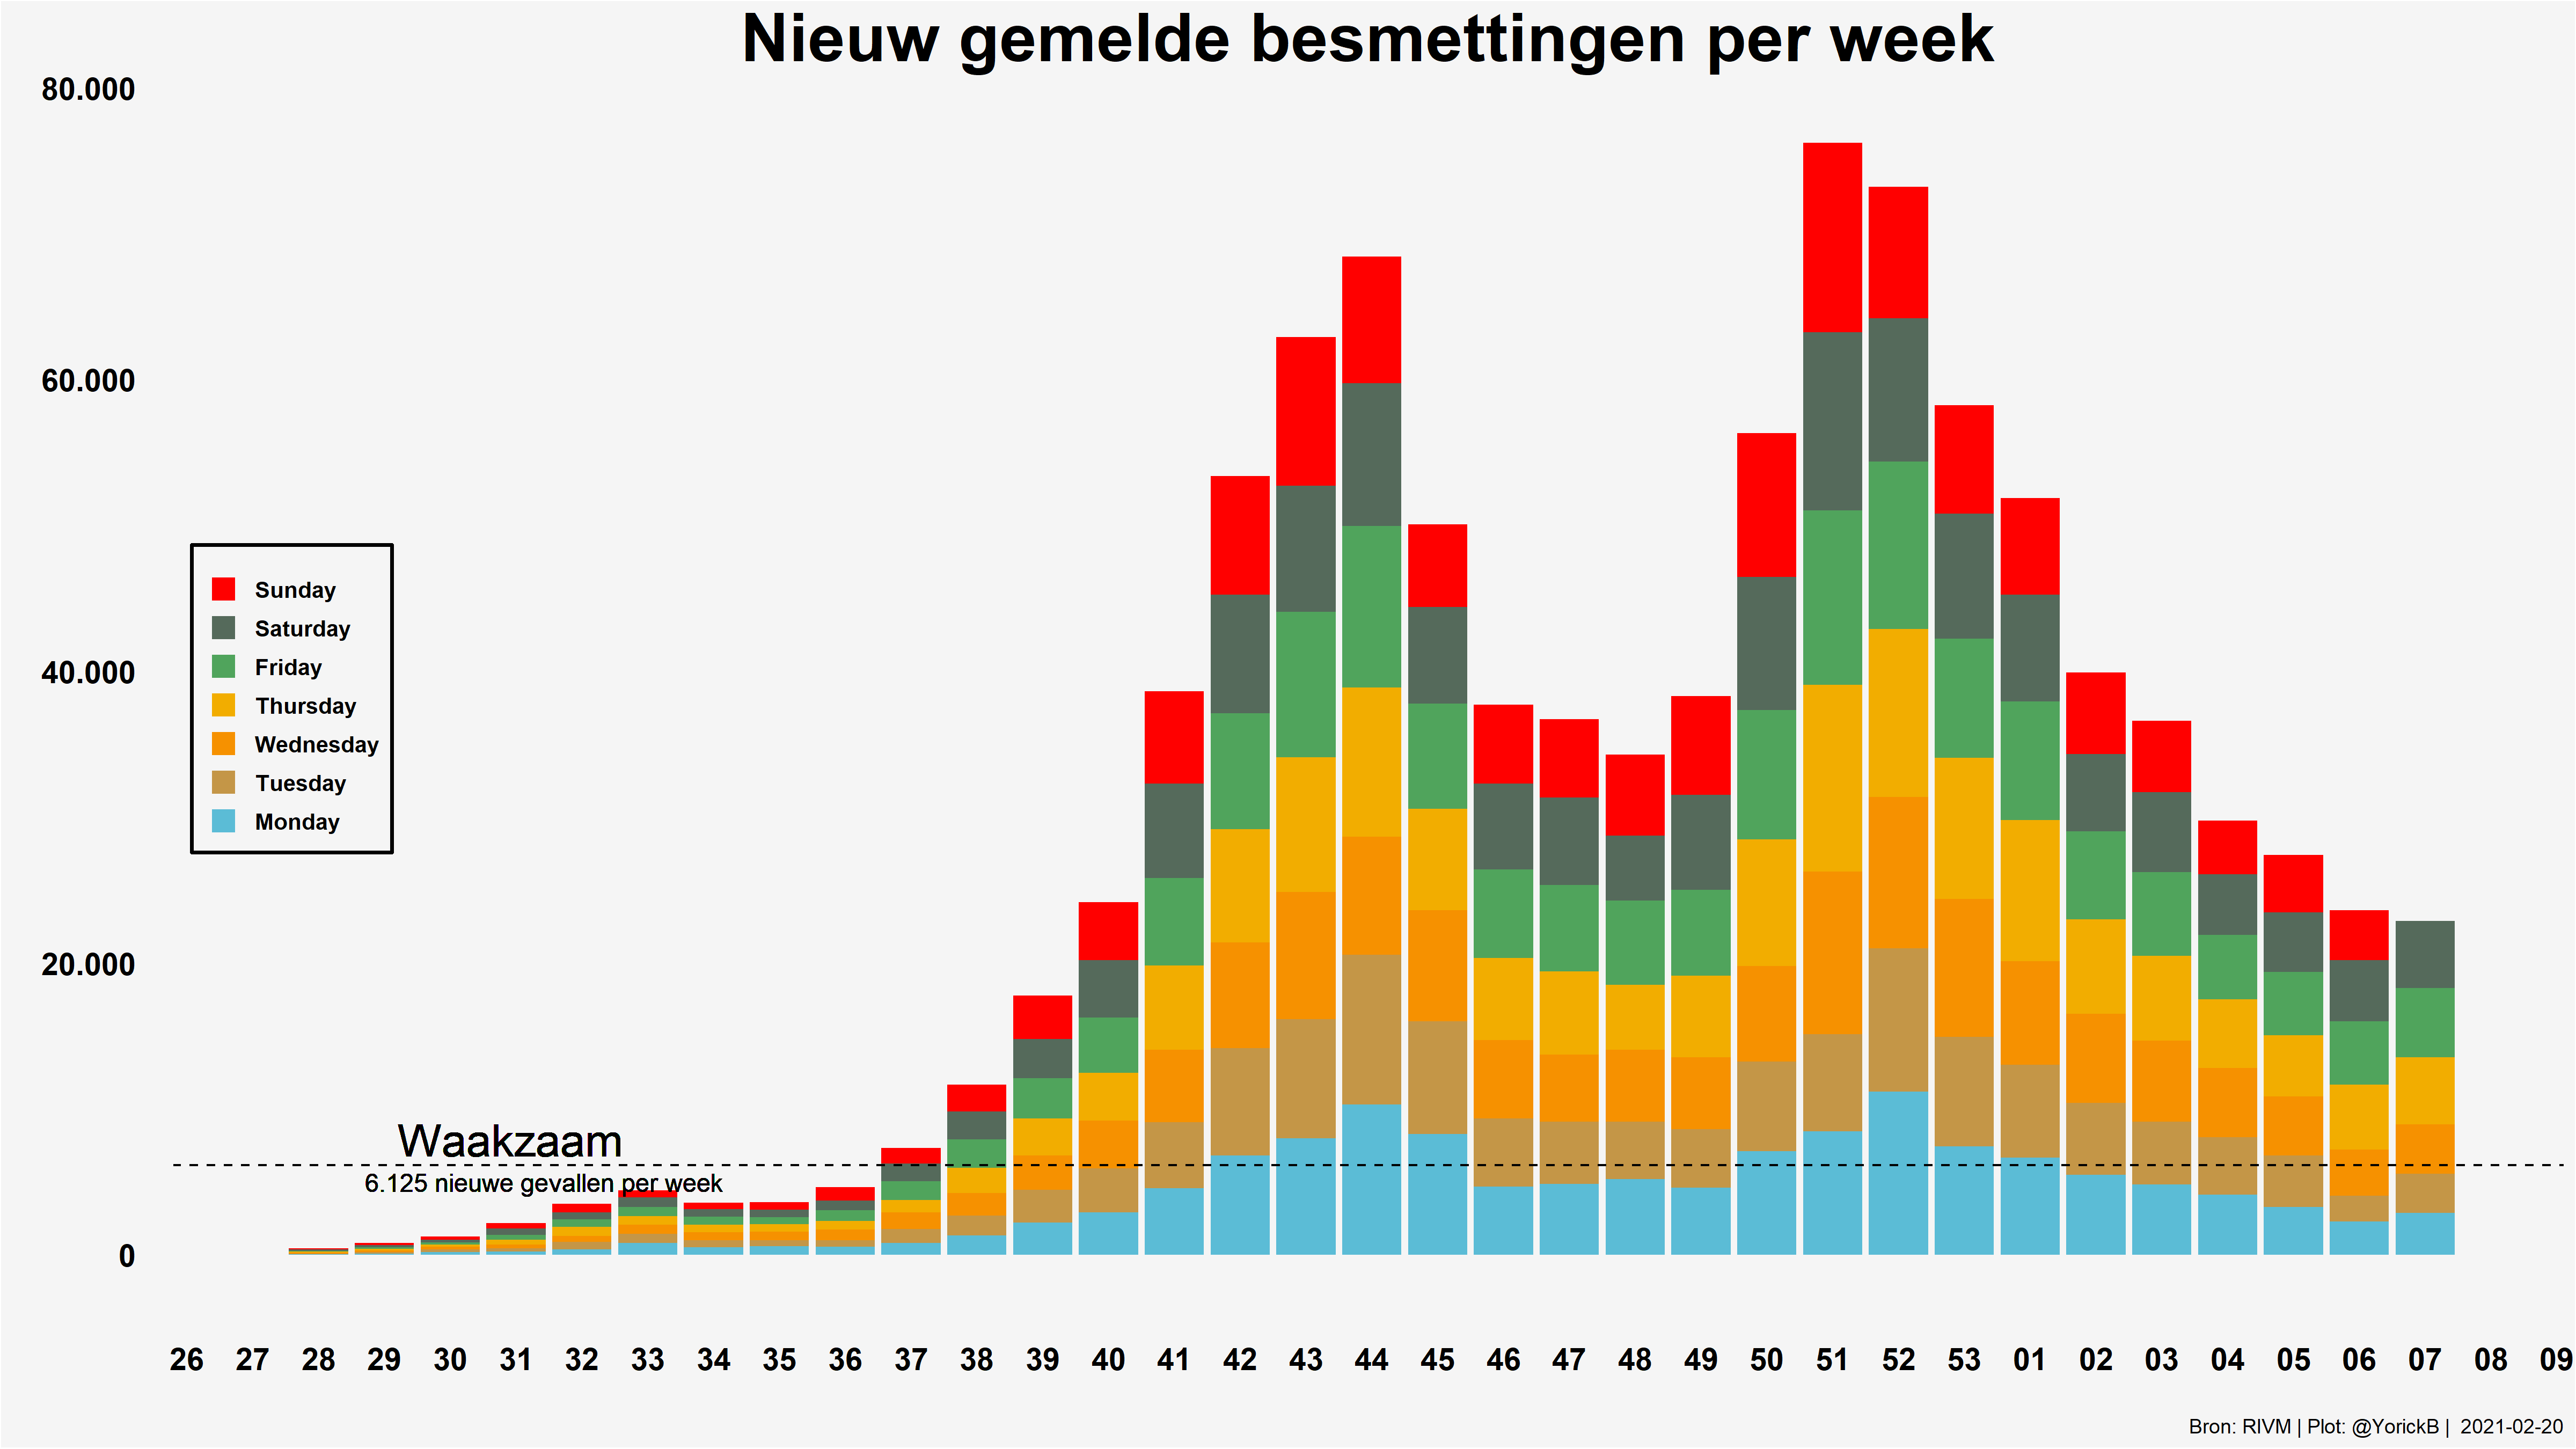 Nieuw gemelde besmettingen per week
80.000
60.000
40.000
20.000
0
Sunday
Saturday
Friday
Thursday
Wednesday
Tuesday
Monday
Waakzaam
6.125 nieuwe gevallen per week
26 27 28 29 30 31 32 33 34 35 36 37 38 39 40 41 42 43 44 45 46 47 48 49 50 51 52 53 01 02 03 04 05 06 07 08 09
Bron: RIVM | Plot: @YorickB | 2021-02-20